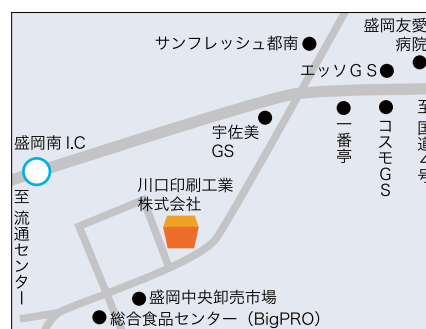 盛岡友愛
病院
サンフレッシュ都南
エッソGS
宇佐美
GS
一番亭
コスモGS
至 国道4号
盛岡南 I.C
至 流通センター
川口印刷工業
株式会社
盛岡中央卸売市場
総合食品センター（BigPRO）